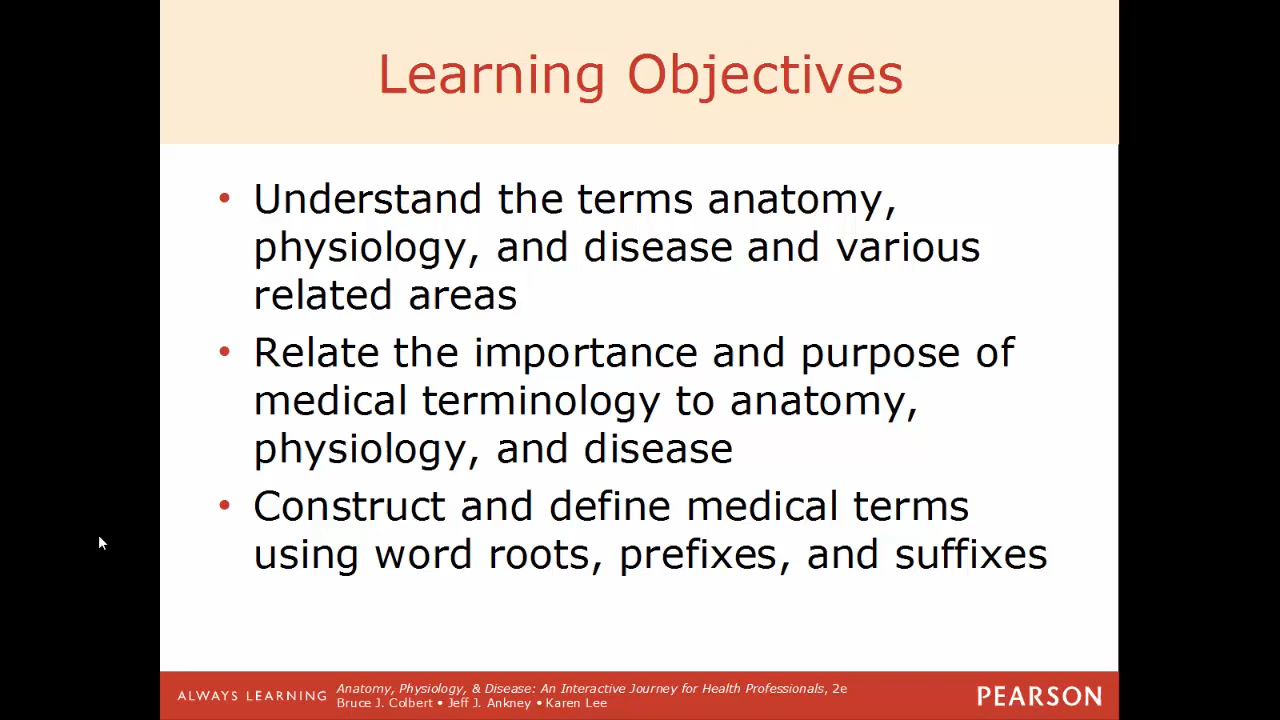 Learning Objectives
• Understand the terms anatomy,
physiology, and disease and various
related areas
• Relate the importance and purpose of
medical terminology to anatomy,
physiology, and disease
• Construct and define medical terms
using word roots, prefixes, and suffixes
ALWAYS LEARNING
Anatomy, Physiology, & Disease: An Interactive Journey for Health Professionals, 2e
Bruce J. Colbert • Jeff J. Ankney • Karen Lee
PEARSON